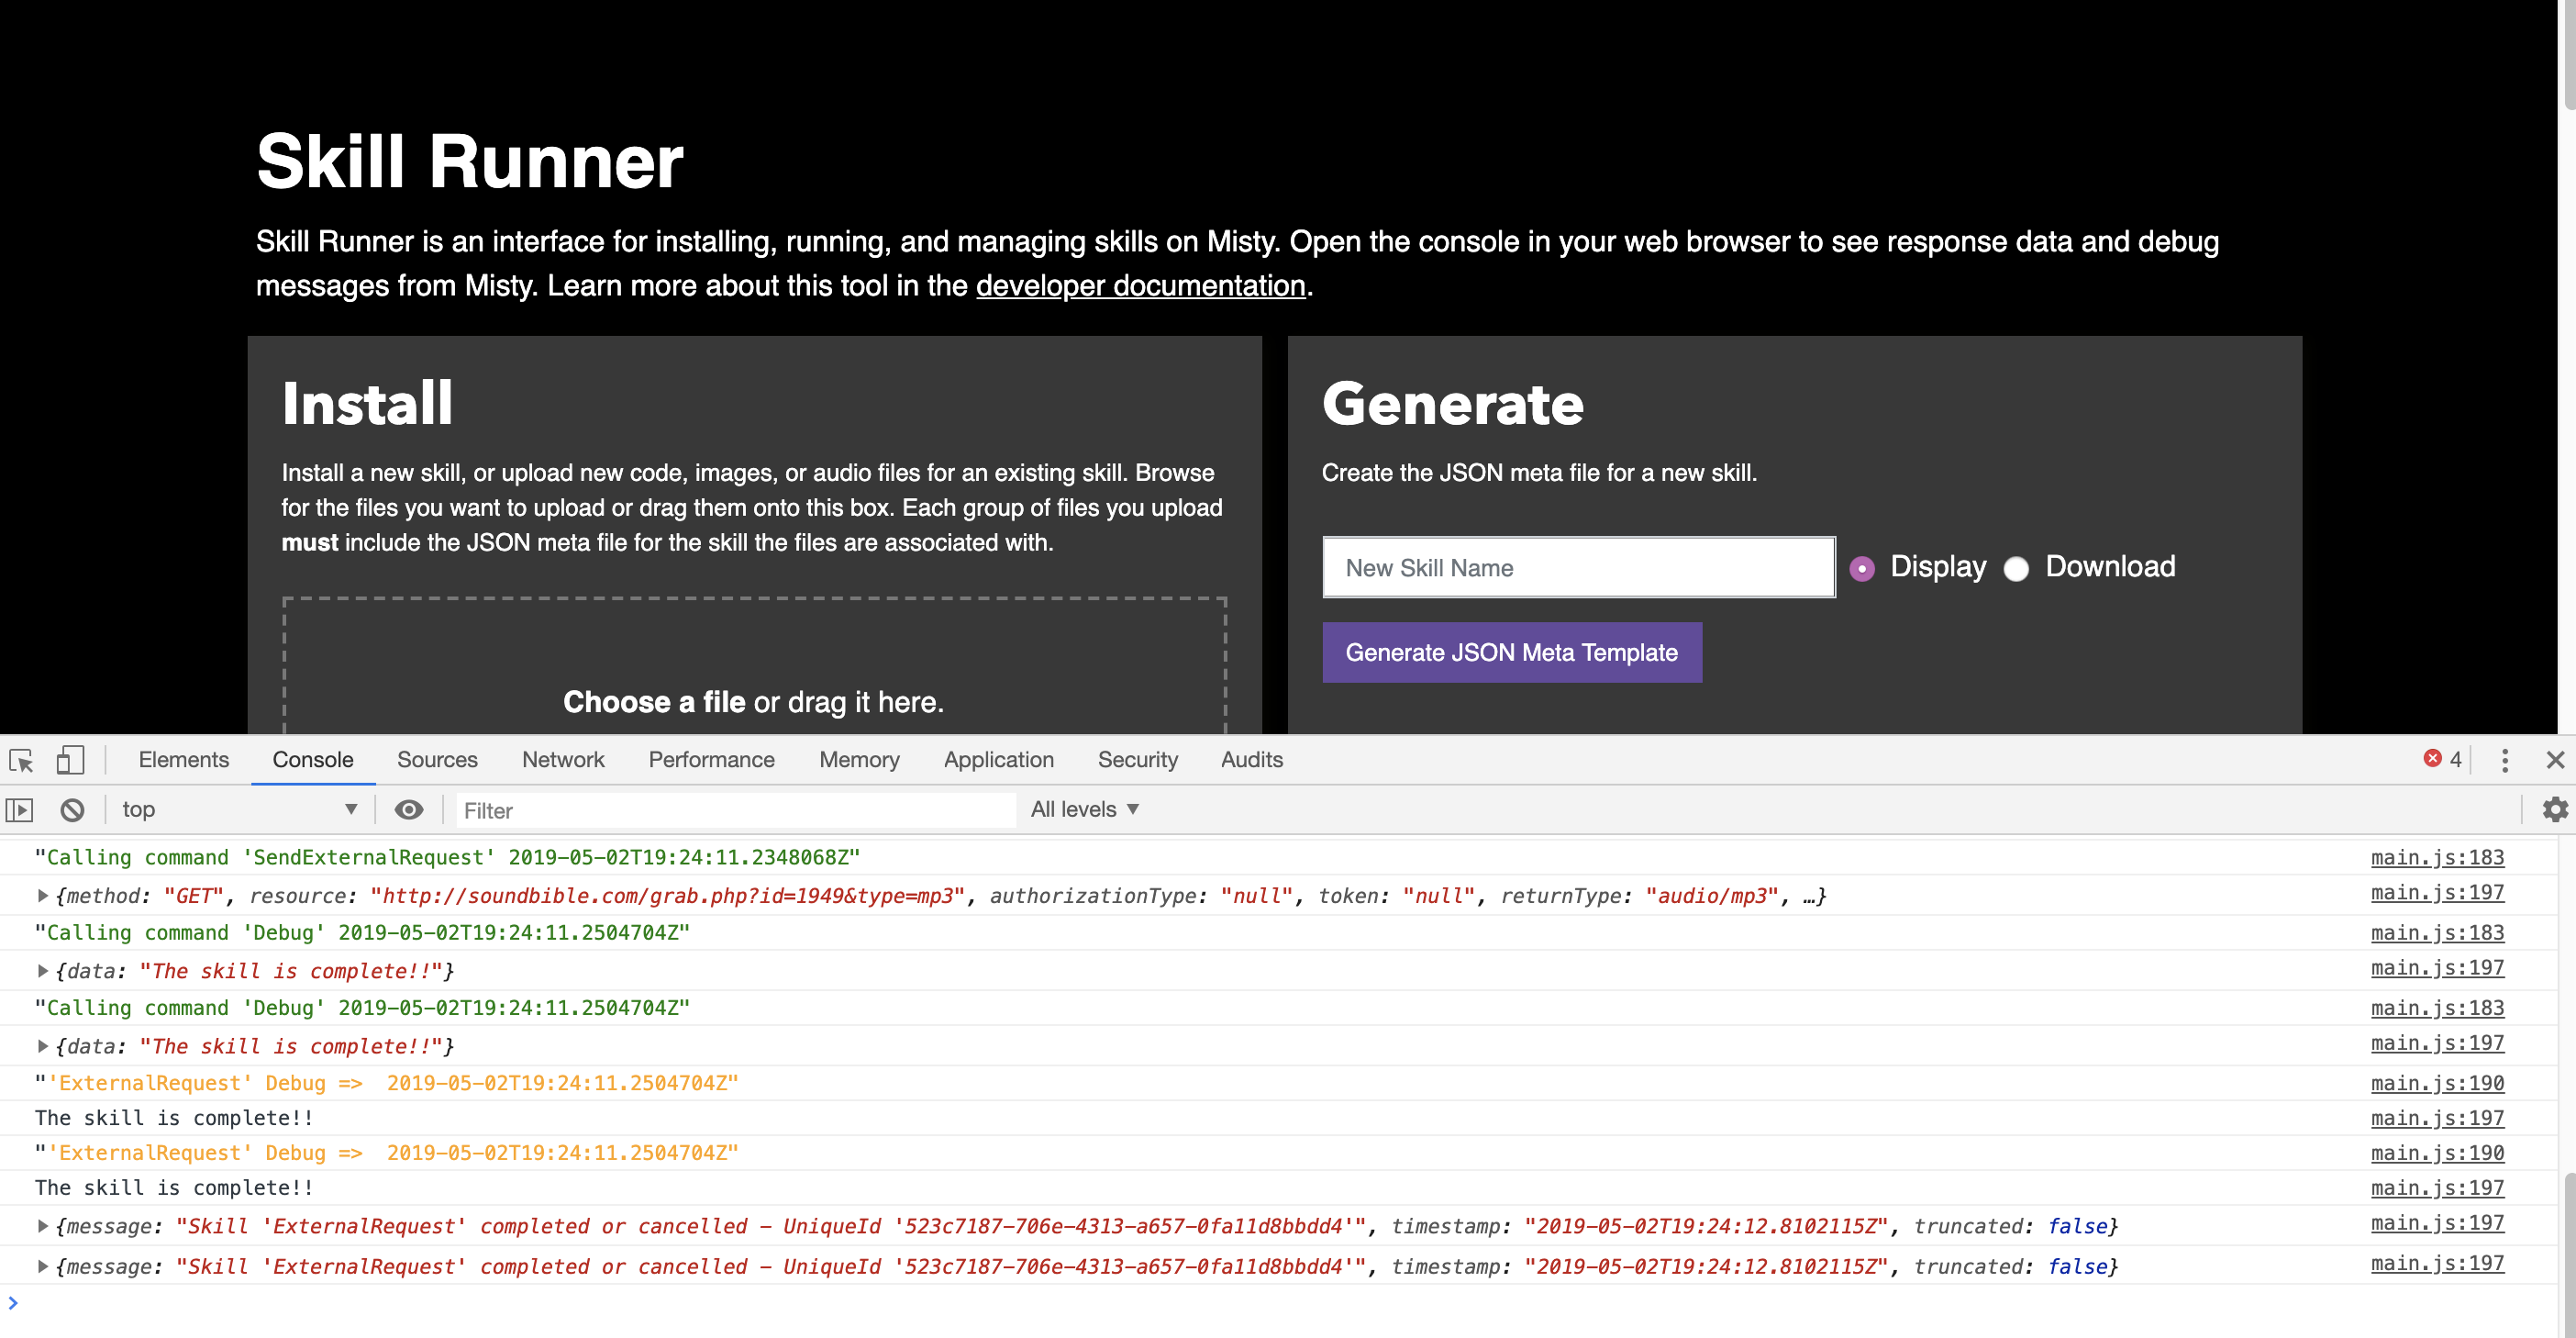 Skill Runner
Skill Runner is an interface for installing, running, and managing skills on Misty. Open the console in your web browser to see response data and debug
messages from Misty. Learn more about this tool in the developer documentation.
Install
Install a new skill, or upload new code, images, or audio files for an existing skill. Browse
for the files you want to upload or drag them onto this box. Each group of files you upload
must include the JSON meta file for the skill the files are associated with.
Choose a file or drag it here.
Generate
Create the JSON meta file for a new skill.
New Skill Name Display Download
Generate JSON Meta Template
Elements Console Sources Network Performance Memory Application Security Audits 4
top Filter All levels
"Calling command 'SendExternalRequest' 2019-05-02T19:24:11.2348068Z" main.js:183
{method: "GET", resource: "http://soundbible.com/grab.php?id=1949&type=mp3", authorizationType: "null", token: "null", returnType: "audio/mp3", …} main.js:197
"Calling command 'Debug' 2019-05-02T19:24:11.2504704Z" main.js:183
{data: "The skill is complete!!"} main.js:197
"Calling command 'Debug' 2019-05-02T19:24:11.2504704Z" main.js:183
{data: "The skill is complete!!"} main.js:197
"'ExternalRequest' Debug =>  2019-05-02T19:24:11.2504704Z" main.js:190
The skill is complete!! main.js:197
"'ExternalRequest' Debug =>  2019-05-02T19:24:11.2504704Z" main.js:190
The skill is complete!! main.js:197
{message: "Skill 'ExternalRequest' completed or cancelled – UniqueId '523c7187-706e-4313-a657-0fa11d8bbdd4'", timestamp: "2019-05-02T19:24:12.8102115Z", truncated: false} main.js:197
{message: "Skill 'ExternalRequest' completed or cancelled – UniqueId '523c7187-706e-4313-a657-0fa11d8bbdd4'", timestamp: "2019-05-02T19:24:12.8102115Z", truncated: false} main.js:197